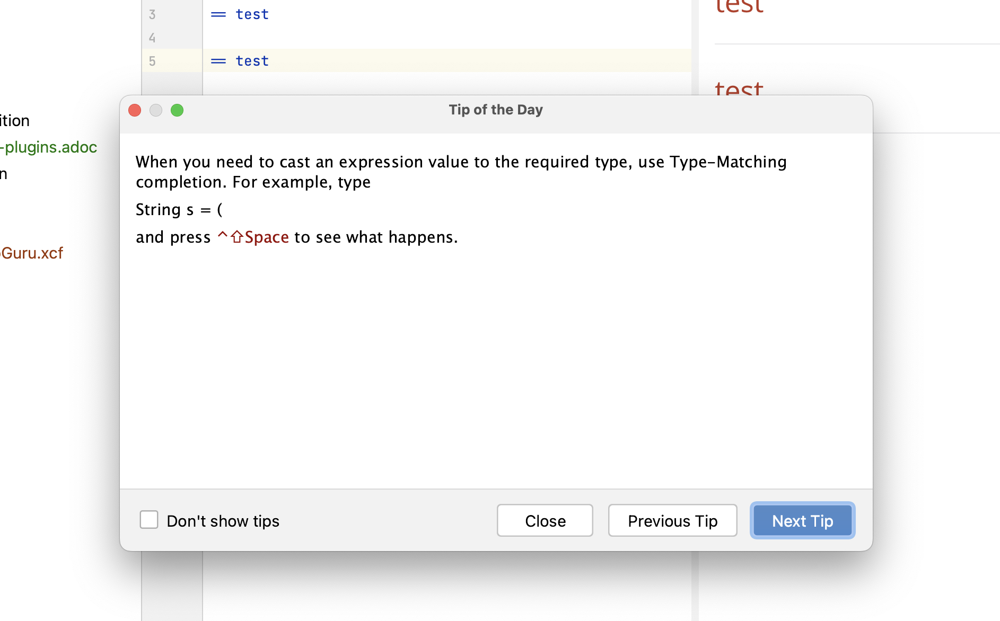 3 == test
test
4
5 == test
test
Tip of the Day
ition
-plugins.adoc
n
When you need to cast an expression value to the required type, use Type-Matching
completion. For example, type
String s = (
and press ^⇧Space to see what happens.
Guru.xcf
Don't show tips
Close
Previous Tip
Next Tip